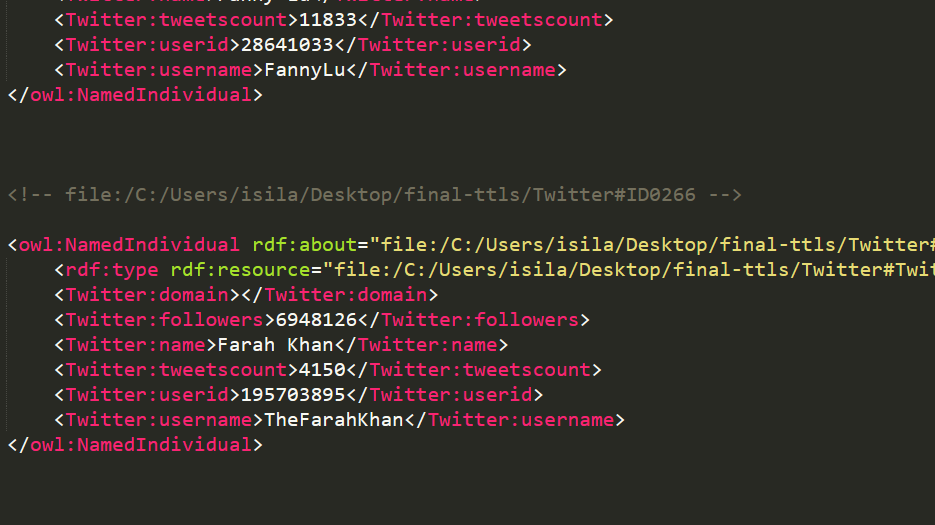 <Twitter:tweetscount>11833</Twitter:tweetscount>
<Twitter:userid>28641033</Twitter:userid>
<Twitter:username>FannyLu</Twitter:username>
</owl:NamedIndividual>
<!-- file:/C:/Users/isila/Desktop/final-ttls/Twitter#ID0266 -->
<owl:NamedIndividual rdf:about="file:/C:/Users/isila/Desktop/final-ttls/Twitter#
<rdf:type rdf:resource="file:/C:/Users/isila/Desktop/final-ttls/Twitter#Twit
<Twitter:domain></Twitter:domain>
<Twitter:followers>6948126</Twitter:followers>
<Twitter:name>Farah Khan</Twitter:name>
<Twitter:tweetscount>4150</Twitter:tweetscount>
<Twitter:userid>195703895</Twitter:userid>
<Twitter:username>TheFarahKhan</Twitter:username>
</owl:NamedIndividual>